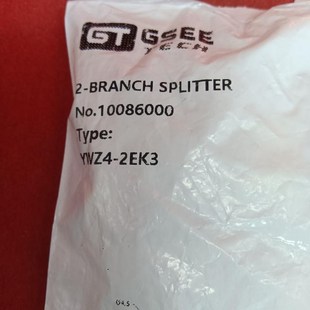 GT GSEE
TECH
2-BRANCH SPLITTER
No.10086000
Type:
YWZ4-2EK3